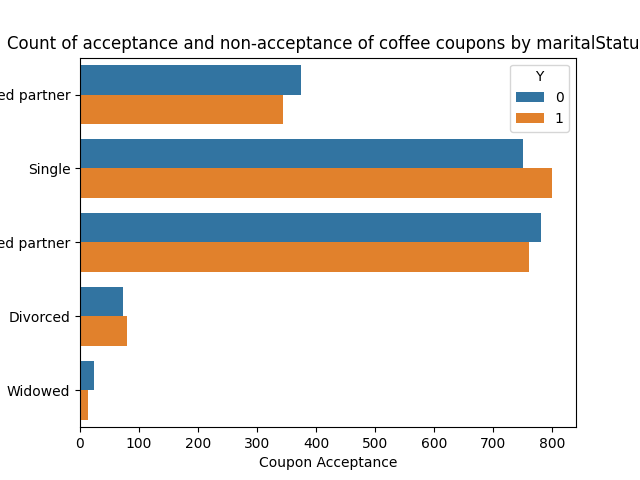 Count of acceptance and non-acceptance of coffee coupons by maritalStatu
Y
0
1
ed partner
Single
ed partner
Divorced
Widowed
0 100 200 300 400 500 600 700 800
Coupon Acceptance